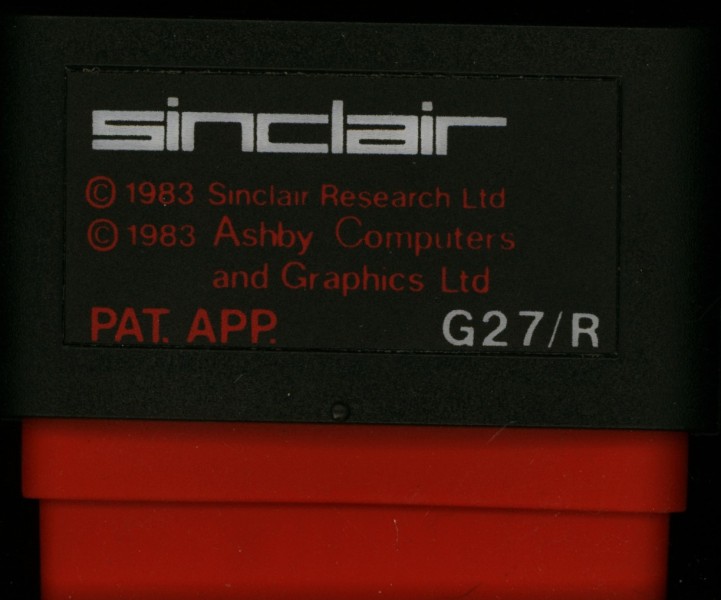 sinclair
© 1983 Sinclair Research Ltd
© 1983 Ashby Computers
and Graphics Ltd
PAT. APP. G27/R